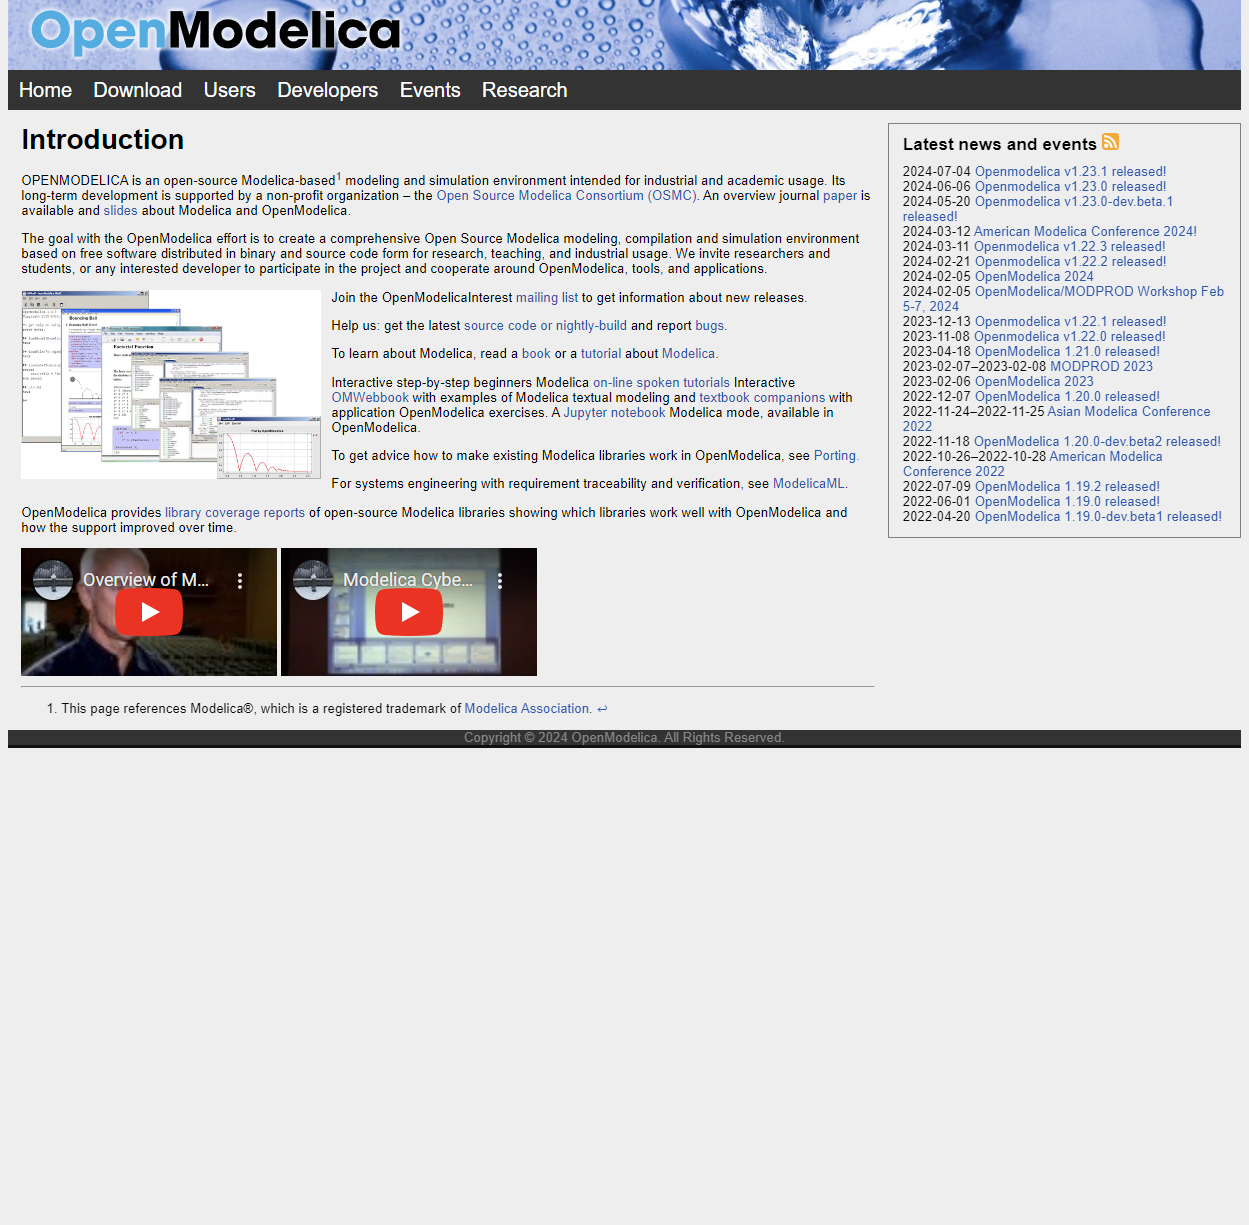 OpenModelica
Home Download Users Developers Events Research
Introduction
OPENMODELICA is an open-source Modelica-based1 modeling and simulation environment intended for industrial and academic usage. Its
long-term development is supported by a non-profit organization – the Open Source Modelica Consortium (OSMC). An overview journal paper is
available and slides about Modelica and OpenModelica.
The goal with the OpenModelica effort is to create a comprehensive Open Source Modelica modeling, compilation and simulation environment
based on free software distributed in binary and source code form for research, teaching, and industrial usage. We invite researchers and
students, or any interested developer to participate in the project and cooperate around OpenModelica, tools, and applications.
Bouncing Ball
Factorial Function
Plot by OpenModelica
Join the OpenModelicaInterest mailing list to get information about new releases.
Help us: get the latest source code or nightly-build and report bugs.
To learn about Modelica, read a book or a tutorial about Modelica.
Interactive step-by-step beginners Modelica on-line spoken tutorials Interactive
OMWebbook with examples of Modelica textual modeling and textbook companions with
application OpenModelica exercises. A Jupyter notebook Modelica mode, available in
OpenModelica.
To get advice how to make existing Modelica libraries work in OpenModelica, see Porting.
For systems engineering with requirement traceability and verification, see ModelicaML.
OpenModelica provides library coverage reports of open-source Modelica libraries showing which libraries work well with OpenModelica and
how the support improved over time.
Overview of M...
Modelica Cybe...
1. This page references Modelica®, which is a registered trademark of Modelica Association. ↩
Latest news and events
2024-07-04 Openmodelica v1.23.1 released!
2024-06-06 Openmodelica v1.23.0 released!
2024-05-20 Openmodelica v1.23.0-dev.beta.1
released!
2024-03-12 American Modelica Conference 2024!
2024-03-11 Openmodelica v1.22.3 released!
2024-02-21 Openmodelica v1.22.2 released!
2024-02-05 OpenModelica 2024
2024-02-05 OpenModelica/MODPROD Workshop Feb
5-7, 2024
2023-12-13 Openmodelica v1.22.1 released!
2023-11-08 Openmodelica v1.22.0 released!
2023-04-18 OpenModelica 1.21.0 released!
2023-02-07–2023-02-08 MODPROD 2023
2023-02-06 OpenModelica 2023
2022-12-07 OpenModelica 1.20.0 released!
2022-11-24–2022-11-25 Asian Modelica Conference
2022
2022-11-18 OpenModelica 1.20.0-dev.beta2 released!
2022-10-26–2022-10-28 American Modelica
Conference 2022
2022-07-09 OpenModelica 1.19.2 released!
2022-06-01 OpenModelica 1.19.0 released!
2022-04-20 OpenModelica 1.19.0-dev.beta1 released!
Copyright © 2024 OpenModelica. All Rights Reserved.